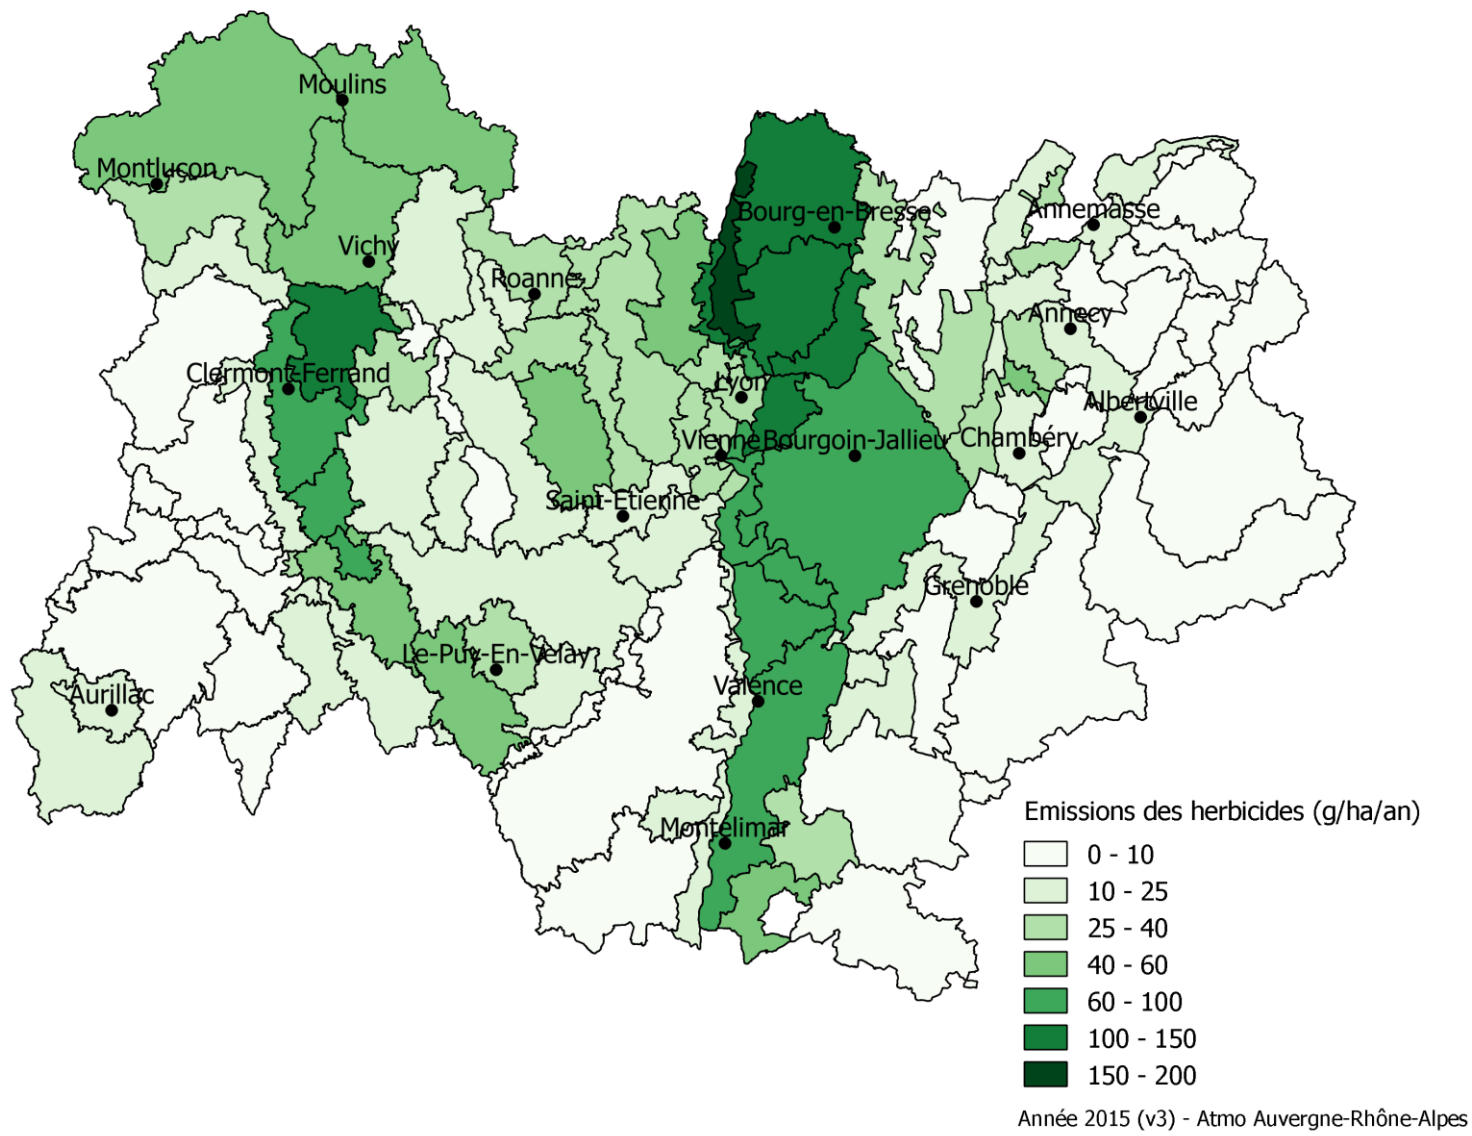 Moulins
Montluçon
Vichy
Bourg-en-Bresse
Annemasse
Roanne
Annecy
Clermont-Ferrand
Lyon
Albertville
Vienne
Bourgoin-Jallieu
Chambéry
Saint-Etienne
Grenoble
Le-Puy-En-Velay
Aurillac
Valence
Montélimar
Emissions des herbicides (g/ha/an)
0 - 10
10 - 25
25 - 40
40 - 60
60 - 100
100 - 150
150 - 200
Année 2015 (v3) - Atmo Auvergne-Rhône-Alpes